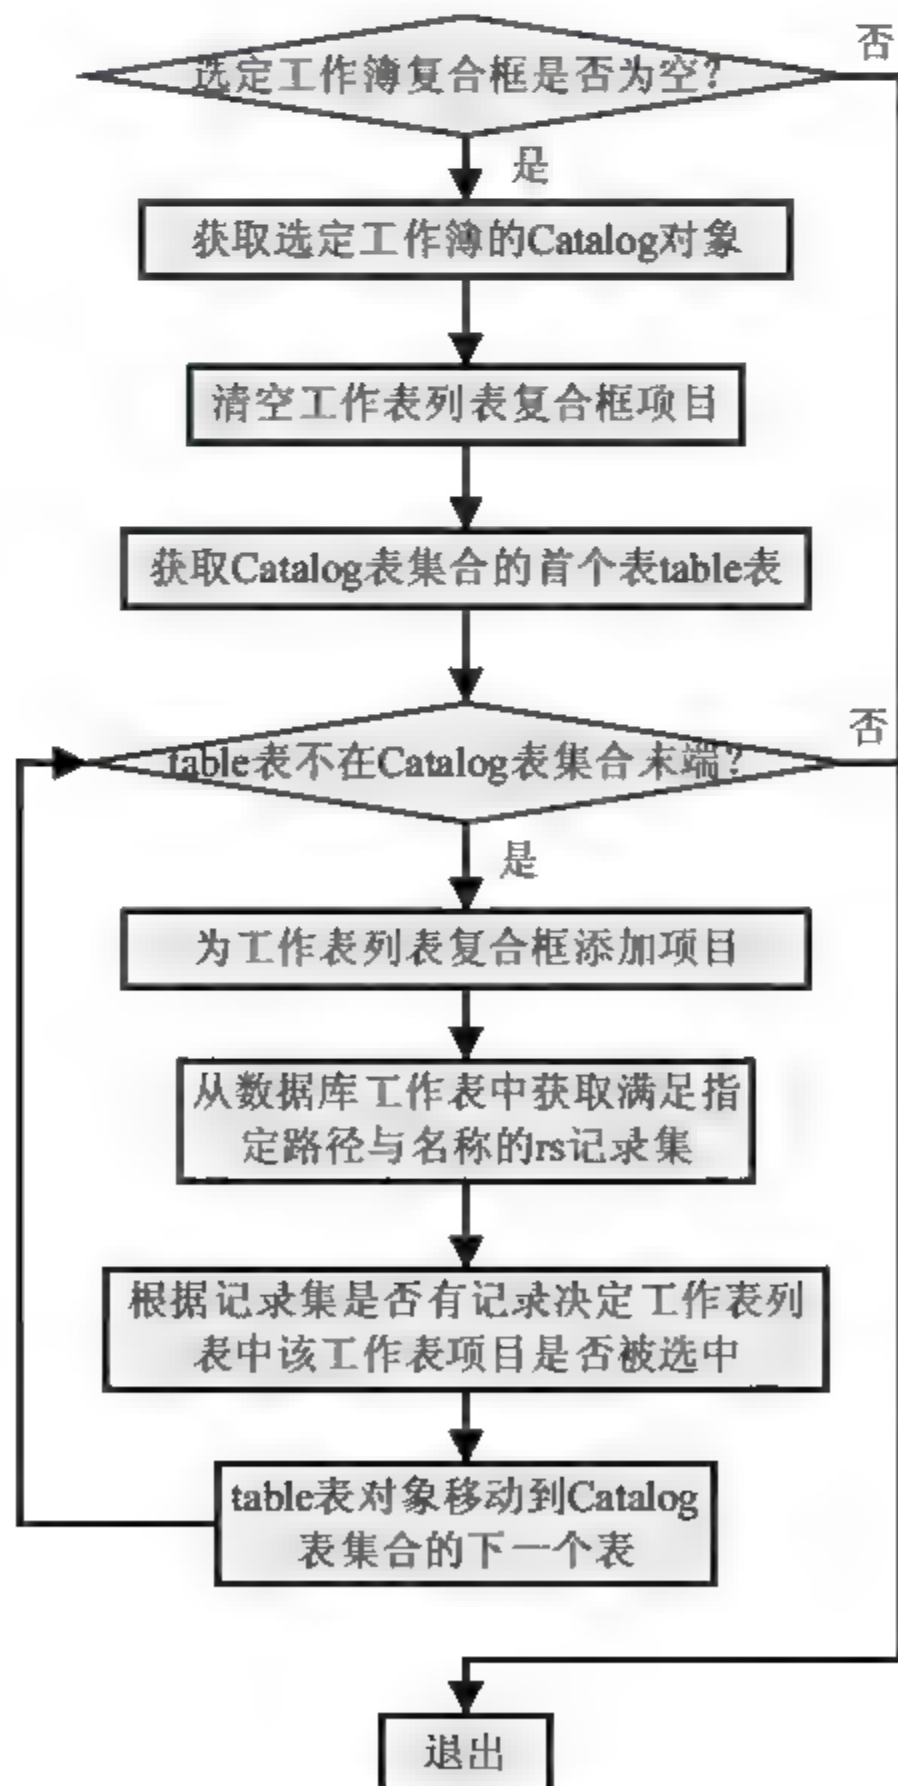 否
选定工作簿复合框是否为空？
是
获取选定工作簿的Catalog对象
清空工作表列表复合框项目
获取Catalog表集合的首个表table表
否
table表不在Catalog表集合末端？
是
为工作表列表复合框添加项目
从数据库工作表中获取满足指
定路径与名称的rs记录集
根据记录集是否有记录决定工作表列
表中该工作表项目是否被选中
table表对象移动到Catalog
表集合的下一个表
退出